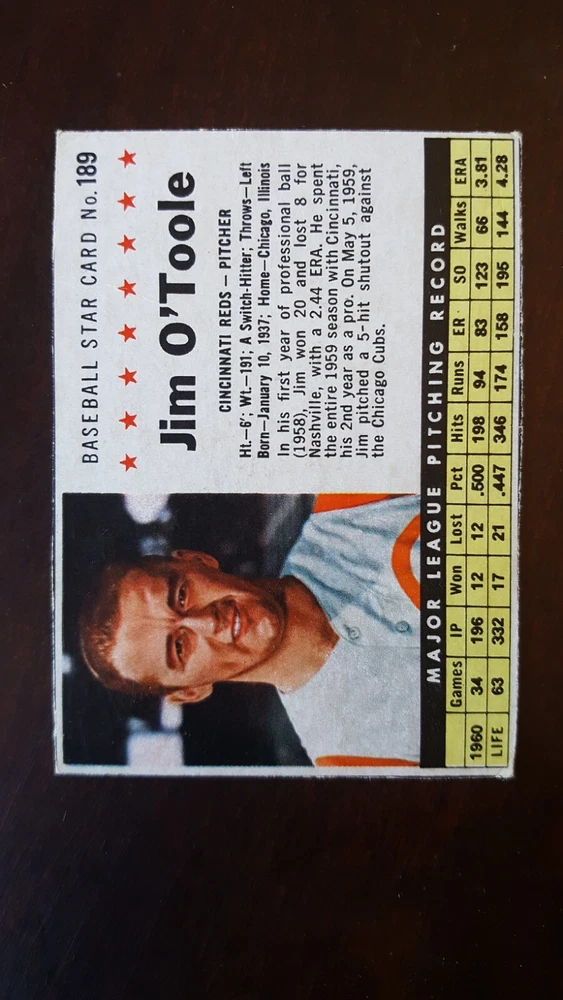 BASEBALL STAR CARD No. 189
Jim O'Toole
CINCINNATI REDS – PITCHER
Ht.–6'; Wt.–191; A Switch-Hitter; Throws–Left
Born–January 10, 1937; Home–Chicago, Illinois
In his first year of professional ball
(1958), Jim won 20 and lost 8 for
Nashville, with a 2.44 ERA. He spent
the entire 1959 season with Cincinnati,
his 2nd year as a pro. On May 5, 1959,
Jim pitched a 5-hit shutout against
the Chicago Cubs.
MAJOR LEAGUE PITCHING RECORD
Games IP Won Lost Pct Hits Runs ER SO Walks ERA
1960 34 196 12 12 .500 198 94 83 123 66 3.81
LIFE 63 332 17 21 .447 346 174 158 195 144 4.28